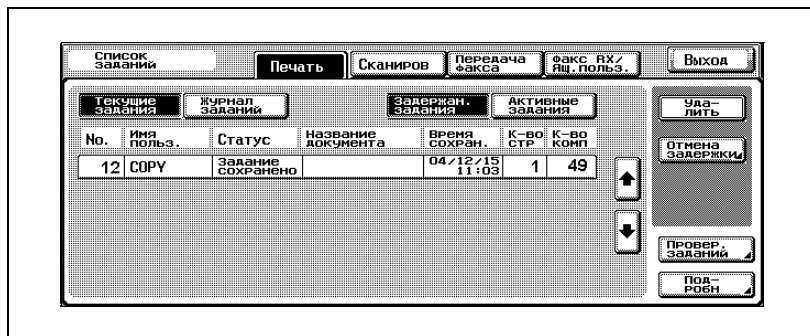 Список
заданий
Печать
Сканиров
Передача
факса
Факс RX/
Ящ.польз.
Выход
Текущие
задания
Журнал
заданий
Задержан.
задания
Активные
задания
Уда-
лить
No.
Имя
польз.
Статус
Название
документа
Время
сохран.
К-во
стр
К-во
комп
Отмена
задержки
12
COPY
Задание
сохранено
04/12/15
11:03
1
49
Провер.
заданий
Под-
робн